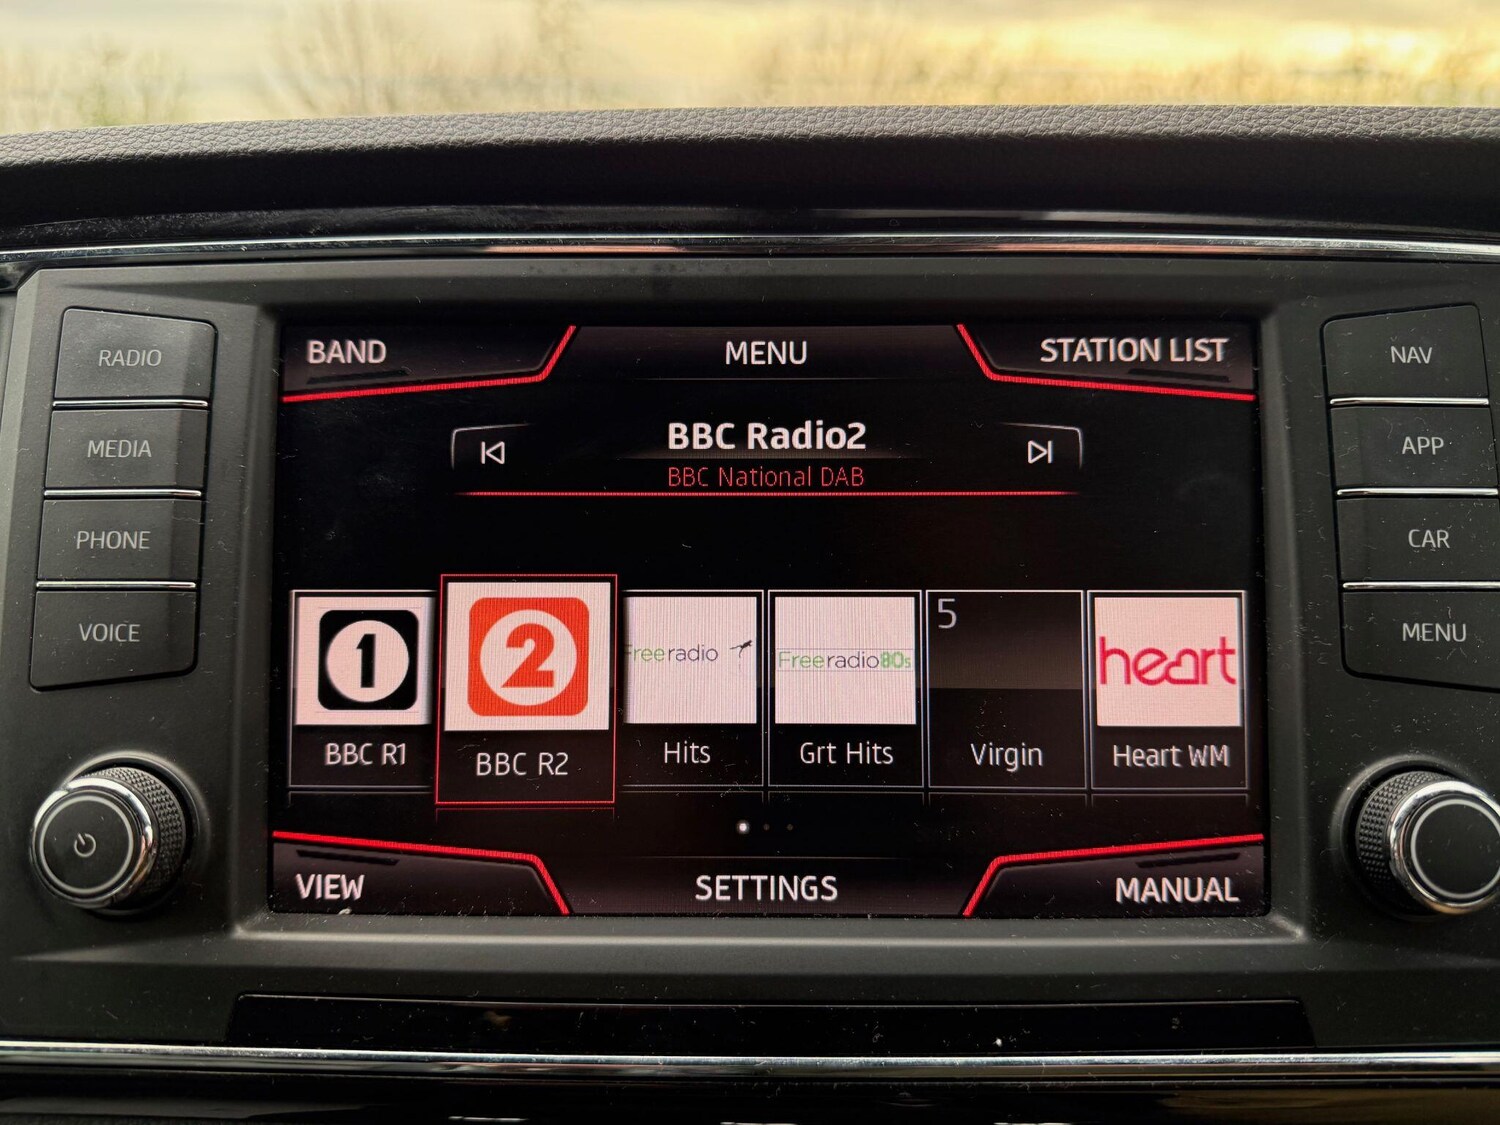 RADIO
MEDIA
PHONE
VOICE
BAND
MENU
STATION LIST
BBC Radio2
BBC National DAB
1
BBC R1
2
BBC R2
Freeradio
Hits
Freeradio80s
Grt Hits
5
Virgin
heart
Heart WM
VIEW
SETTINGS
MANUAL
NAV
APP
CAR
MENU